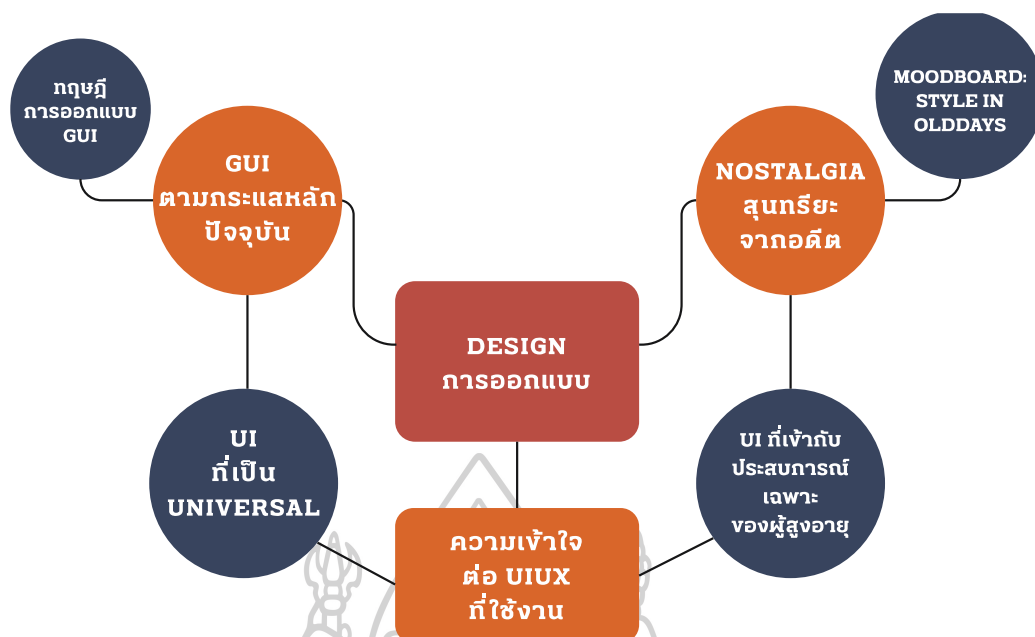 ทฤษฎี
การออกแบบ
GUI
GUI
ตามกระแสหลัก
ปัจจุบัน
NOSTALGIA
สุนทรียะ
จากอดีต
MOODBOARD:
STYLE IN
OLDDAYS
DESIGN
การออกแบบ
UI
ที่เป็น
UNIVERSAL
UI ที่เข้ากับ
ประสบการณ์
เฉพาะ
ของผู้สูงอายุ
ความเข้าใจ
ต่อ UIUX
ที่ใช้งาน